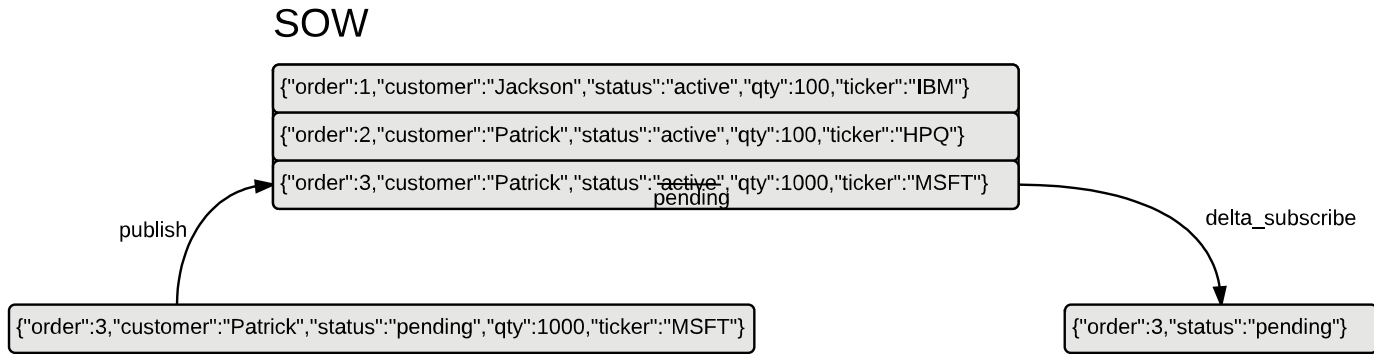 SOW
{"order":1,"customer":"Jackson","status":"active","qty":100,"ticker":"IBM"}
{"order":2,"customer":"Patrick","status":"active","qty":100,"ticker":"HPQ"}
{"order":3,"customer":"Patrick","status":"active","qty":1000,"ticker":"MSFT"}
pending
publish
delta_subscribe
{"order":3,"customer":"Patrick","status":"pending","qty":1000,"ticker":"MSFT"}
{"order":3,"status":"pending"}